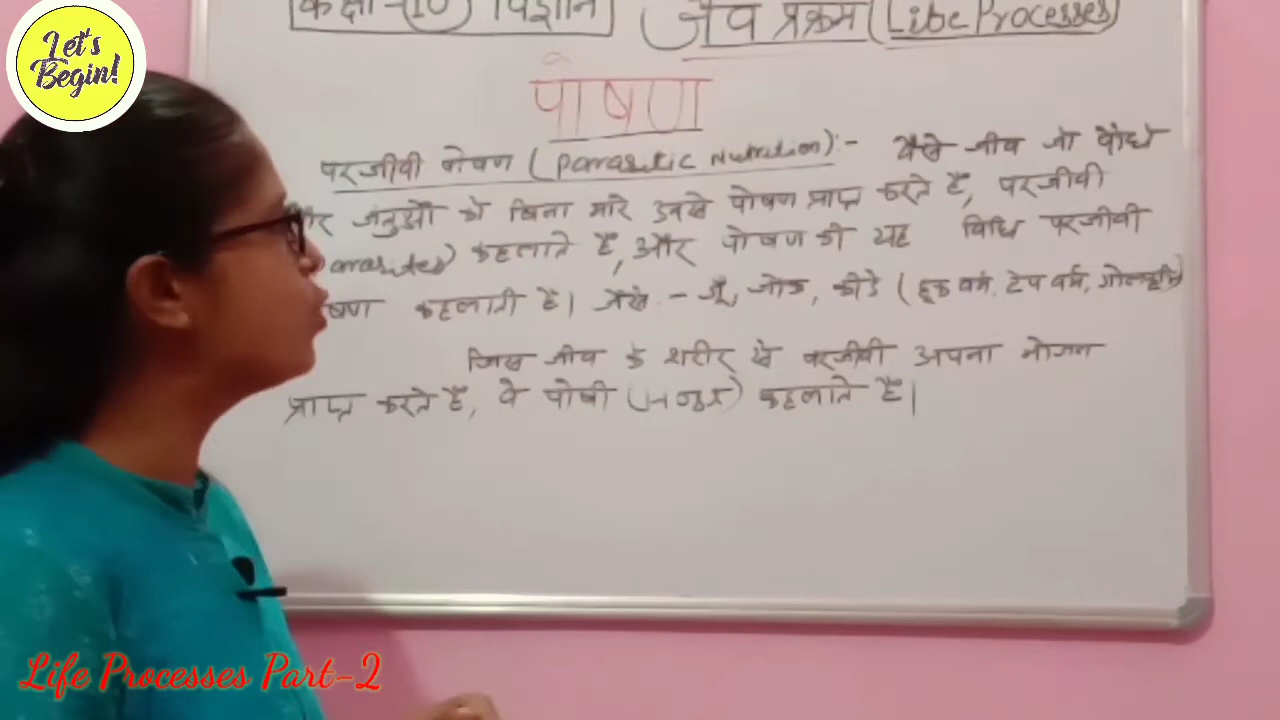 Let's
Begin!
कक्षा-(10) विज्ञान
जैव प्रक्रम (Life Processes)
पोषण
परजीवी पोषण (Parasitic Nutrition):- वैसे जीव जो पौधे
और जन्तुओं को बिना मारे उनसे पोषण प्राप्त करते हैं, परजीवी
arasites) कहलाते हैं, और पोषण की यह विधि परजीवी
षण कहलाती है। जैसे - जूँ, जोंक, कीडे (हुक वर्म, टेप वर्म, गोलकृमि)
जिस जीव के शरीर से परजीवी अपना भोजन
प्राप्त करते हैं, वे पोषी (Host) कहलाते हैं।
Life Processes Part-2